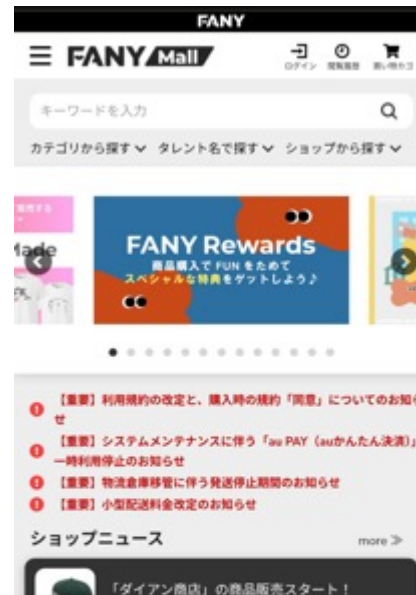 FANY
FANY Mall
ログイン 閲覧履歴 買い物カゴ
キーワードを入力
カテゴリから探す タレント名で探す ショップから探す
Made
FANY Rewards
商品購入で FUN をためて
スペシャルな特典をゲットしよう♪
【重要】利用規約の改定と、購入時の規約「同意」についてのお知ら
せ
【重要】システムメンテナンスに伴う「au PAY（auかんたん決済）」
一時利用停止のお知らせ
【重要】物流倉庫移管に伴う発送停止期間のお知らせ
【重要】小型配送料金改定のお知らせ
ショップニュース more ≫
「ダイアン商店」の商品販売スタート！